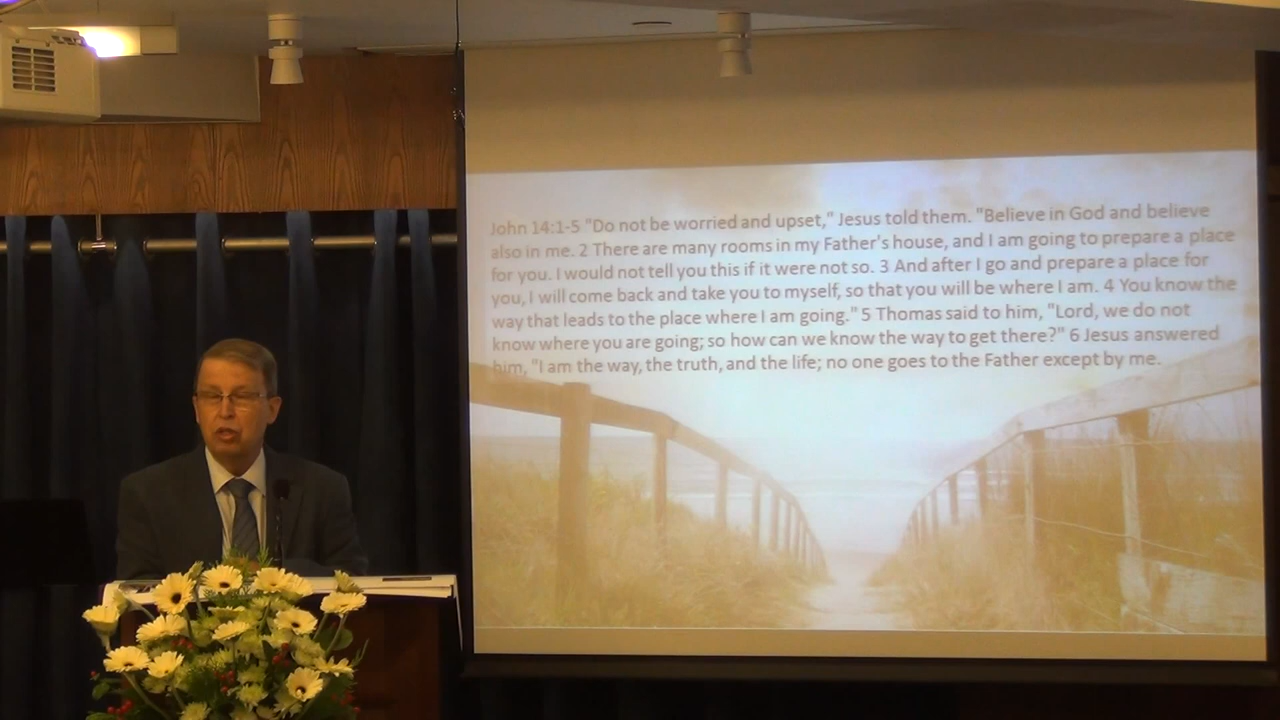 John 14:1-5 "Do not be worried and upset," Jesus told them. "Believe in God and believe
also in me. 2 There are many rooms in my Father's house, and I am going to prepare a place
for you. I would not tell you this if it were not so. 3 And after I go and prepare a place for
you, I will come back and take you to myself, so that you will be where I am. 4 You know the
way that leads to the place where I am going." 5 Thomas said to him, "Lord, we do not
know where you are going; so how can we know the way to get there?" 6 Jesus answered
him, "I am the way, the truth, and the life; no one goes to the Father except by me.